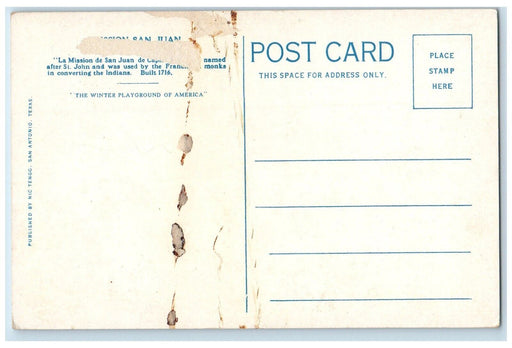 MISSION SAN JUAN
"La Mission de San Juan de named
after St. John and was used by the monks
in converting the Indians. Built 1716.
"THE WINTER PLAYGROUND OF AMERICA"
PUBLISHED BY NIC TENGG, SAN ANTONIO, TEXAS
POST CARD
THIS SPACE FOR ADDRESS ONLY.
PLACE
STAMP
HERE